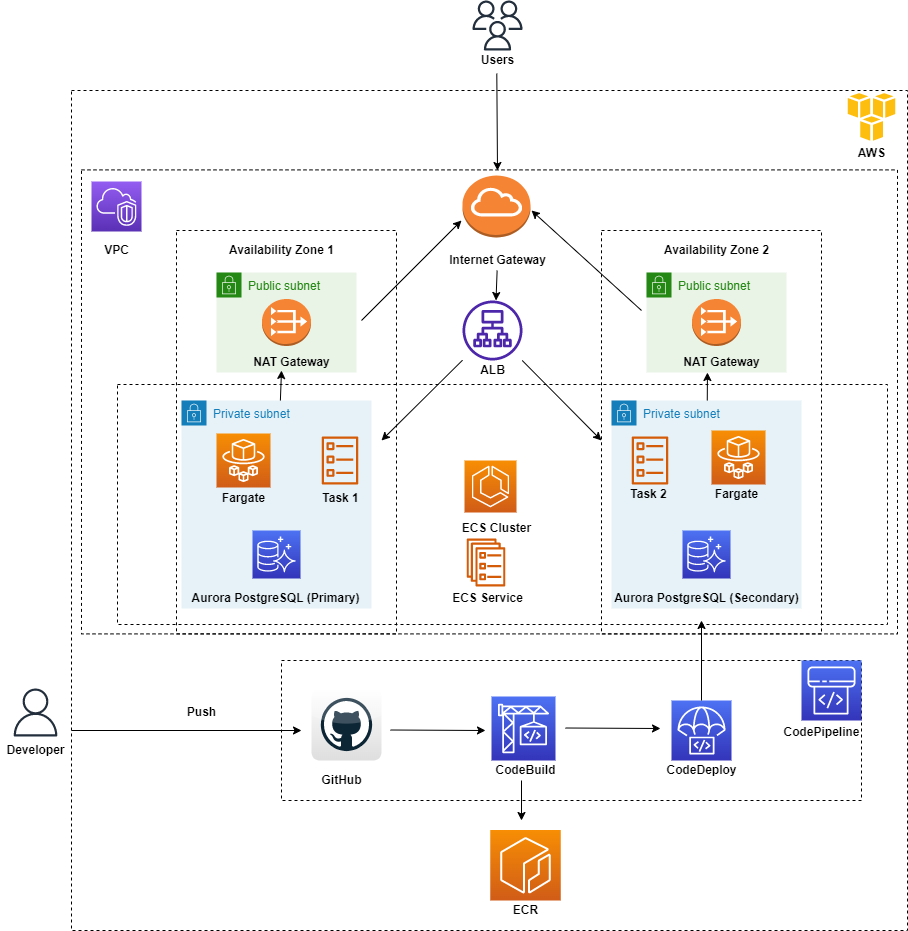 Users
AWS
VPC
Availability Zone 1
Internet Gateway
Availability Zone 2
Public subnet
Public subnet
NAT Gateway
ALB
NAT Gateway
Private subnet
Private subnet
Fargate
Task 1
Task 2
Fargate
ECS Cluster
Aurora PostgreSQL (Primary)
ECS Service
Aurora PostgreSQL (Secondary)
Developer
Push
GitHub
CodeBuild
CodeDeploy
CodePipeline
ECR